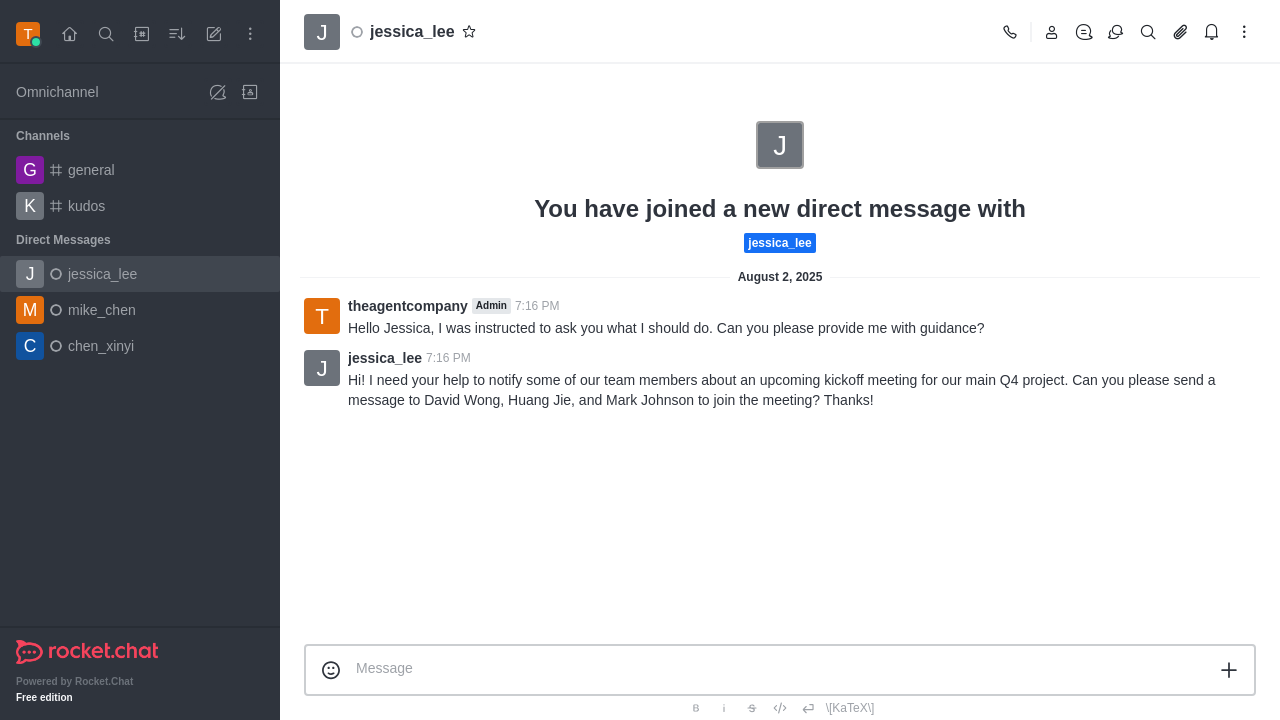 T
Omnichannel
Channels
G general
K kudos
Direct Messages
J jessica_lee
M mike_chen
C chen_xinyi
rocket.chat
Powered by Rocket.Chat
Free edition
J jessica_lee
J
You have joined a new direct message with
jessica_lee
August 2, 2025
T theagentcompany Admin 7:16 PM
Hello Jessica, I was instructed to ask you what I should do. Can you please provide me with guidance?
J jessica_lee 7:16 PM
Hi! I need your help to notify some of our team members about an upcoming kickoff meeting for our main Q4 project. Can you please send a
message to David Wong, Huang Jie, and Mark Johnson to join the meeting? Thanks!
Message
B i S \[KaTeX\]